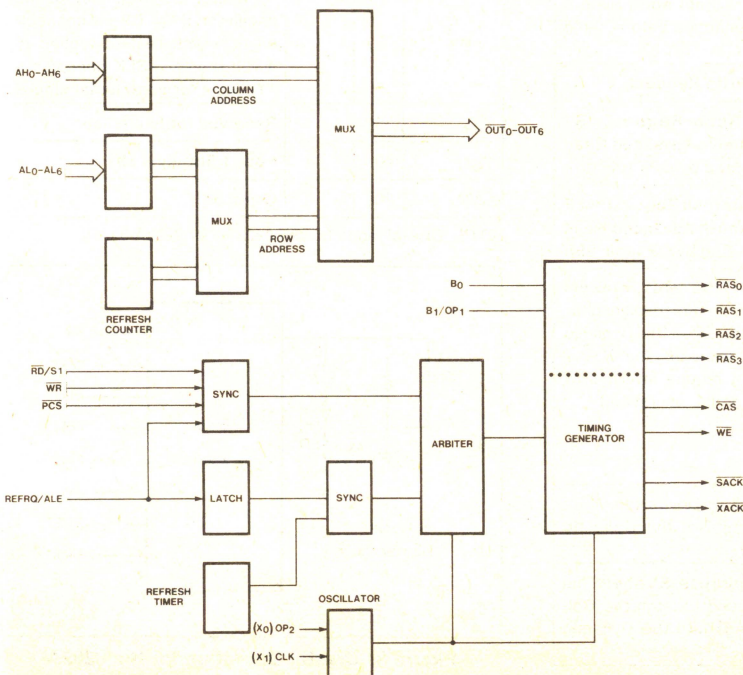 AH0-AH6
COLUMN
ADDRESS
MUX
OUT0-OUT6
AL0-AL6
MUX
ROW
ADDRESS
REFRESH
COUNTER
B0
B1/OP1
RAS0
RAS1
RAS2
RAS3
RD/S1
WR
PCS
SYNC
ARBITER
TIMING
GENERATOR
CAS
WE
SACK
XACK
REFRQ/ALE
LATCH
SYNC
REFRESH
TIMER
OSCILLATOR
(X0) OP2
(X1) CLK